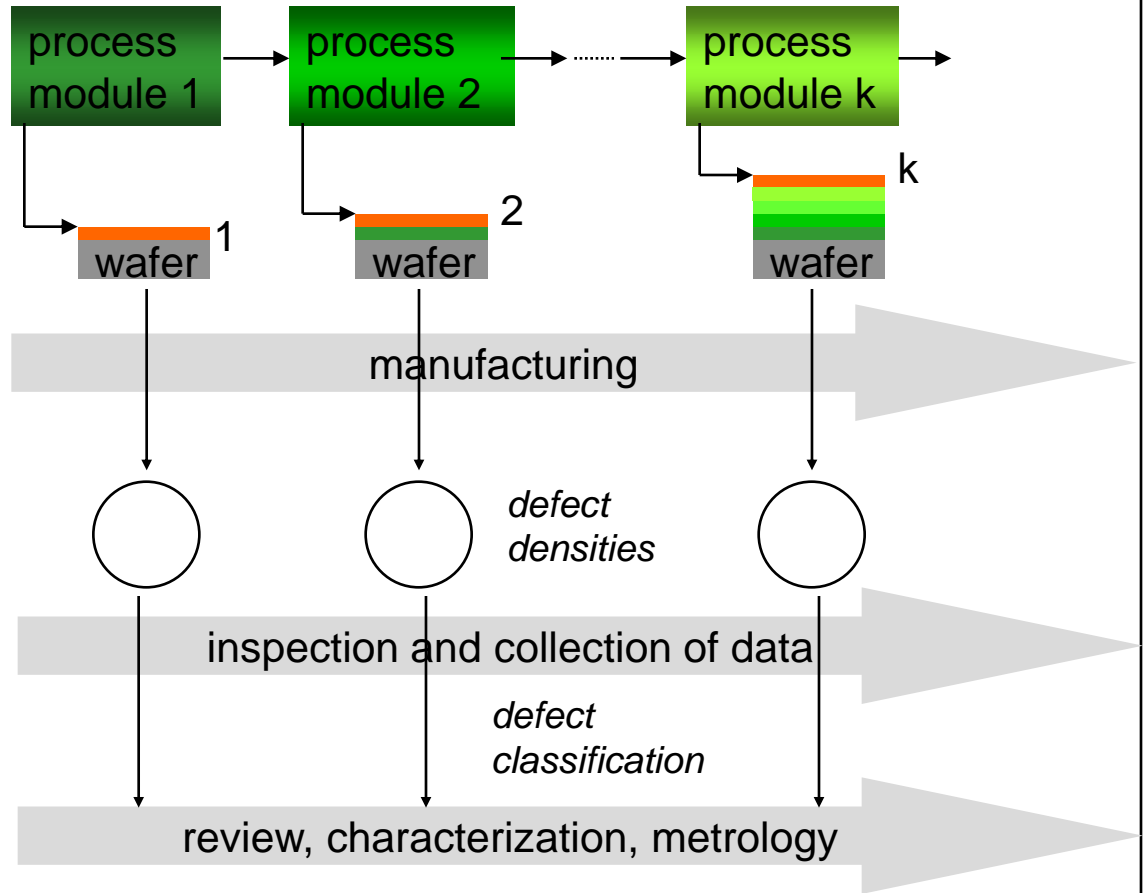 process
module 1
process
module 2
process
module k
1
wafer
2
wafer
k
wafer
manufacturing
defect
densities
inspection and collection of data
defect
classification
review, characterization, metrology